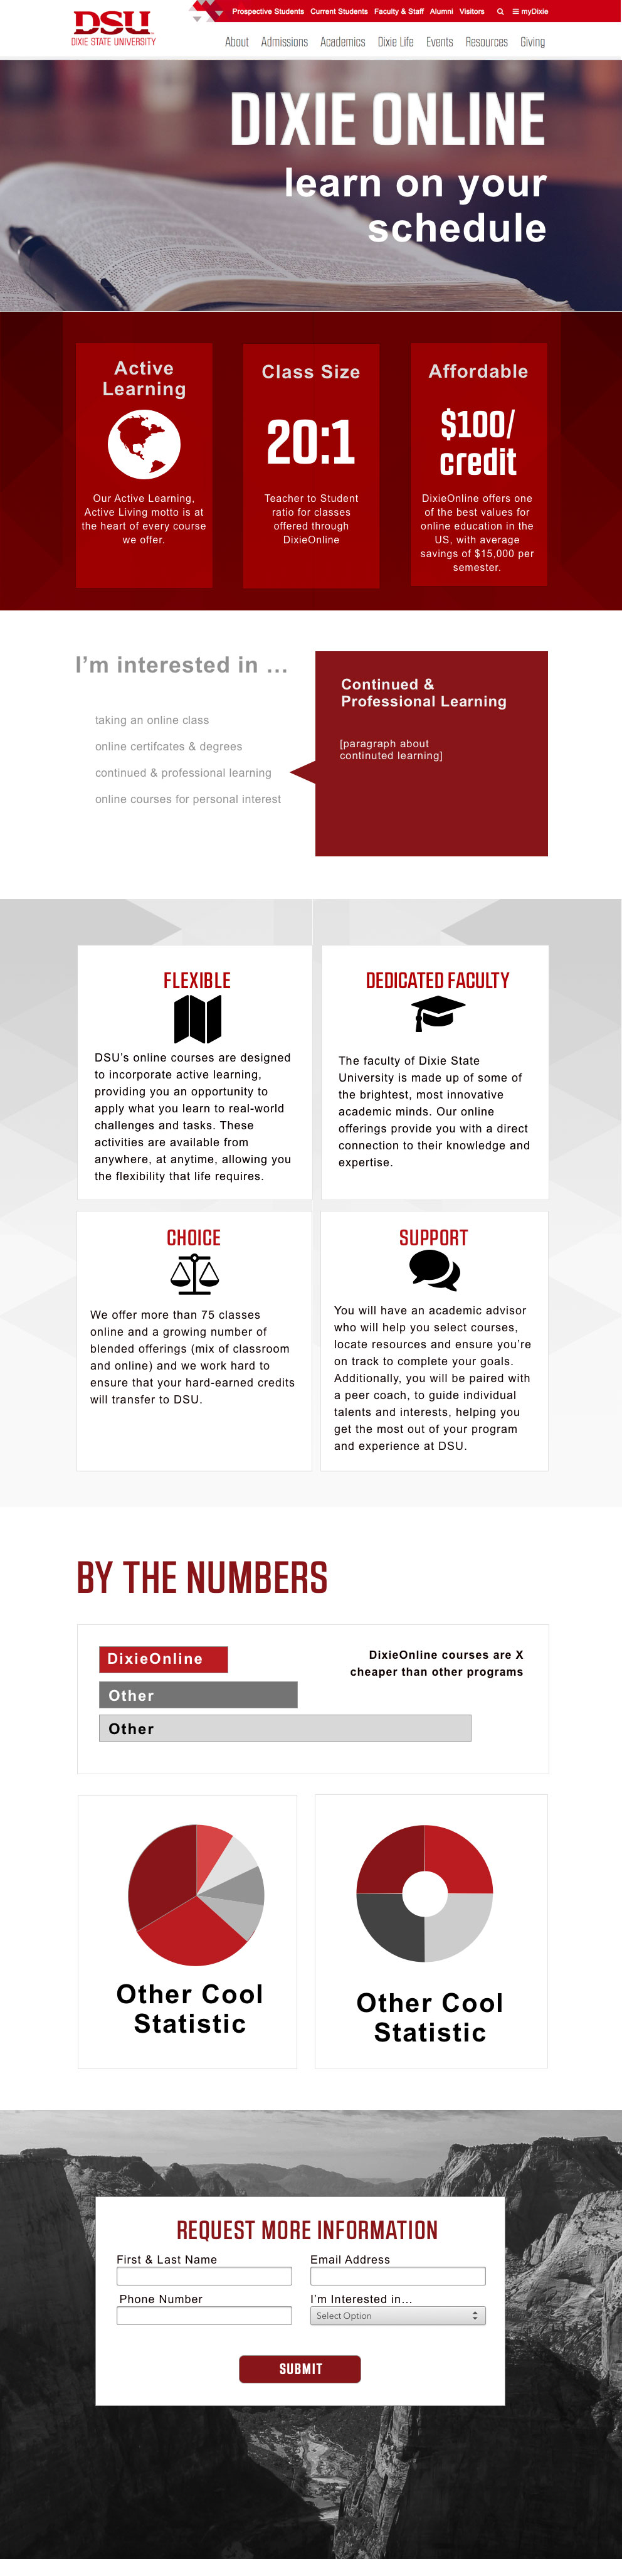 DSU
DIXIE STATE UNIVERSITY
Prospective Students Current Students Faculty & Staff Alumni Visitors myDixie
About Admissions Academics Dixie Life Events Resources Giving
DIXIE ONLINE
learn on your
schedule
Active
Learning
Our Active Learning,
Active Living motto is at
the heart of every course
we offer.
Class Size
20:1
Teacher to Student
ratio for classes
offered through
DixieOnline
Affordable
$100/
credit
DixieOnline offers one
of the best values for
online education in the
US, with average
savings of $15,000 per
semester.
I'm interested in ...
taking an online class
online certifcates & degrees
continued & professional learning
online courses for personal interest
Continued &
Professional Learning
[paragraph about
continuted learning]
FLEXIBLE
DSU's online courses are designed
to incorporate active learning,
providing you an opportunity to
apply what you learn to real-world
challenges and tasks. These
activities are available from
anywhere, at anytime, allowing you
the flexibility that life requires.
DEDICATED FACULTY
The faculty of Dixie State
University is made up of some of
the brightest, most innovative
academic minds. Our online
offerings provide you with a direct
connection to their knowledge and
expertise.
CHOICE
We offer more than 75 classes
online and a growing number of
blended offerings (mix of classroom
and online) and we work hard to
ensure that your hard-earned credits
will transfer to DSU.
SUPPORT
You will have an academic advisor
who will help you select courses,
locate resources and ensure you're
on track to complete your goals.
Additionally, you will be paired with
a peer coach, to guide individual
talents and interests, helping you
get the most out of your program
and experience at DSU.
BY THE NUMBERS
DixieOnline
Other
Other
DixieOnline courses are X
cheaper than other programs
Other Cool
Statistic
Other Cool
Statistic
REQUEST MORE INFORMATION
First & Last Name
Email Address
Phone Number
I'm Interested in...
Select Option
SUBMIT